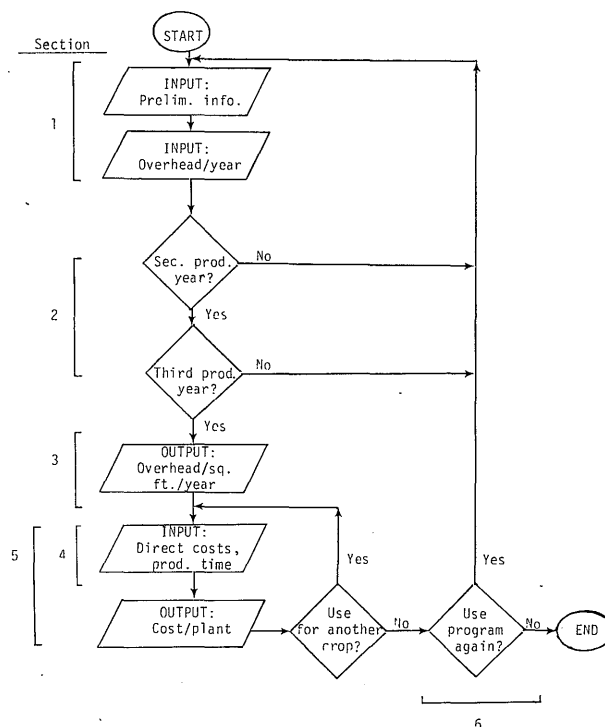 START
Section
INPUT:
Prelim. info.
1
INPUT:
Overhead/year
Sec. prod.
year?
No
2
Yes
Third prod.
year?
No
Yes
3
OUTPUT:
Overhead/sq.
ft./year
5
4
INPUT:
Direct costs,
prod. time
Yes
Yes
OUTPUT:
Cost/plant
Use
for another
crop?
No
Use
program
again?
No
END
6